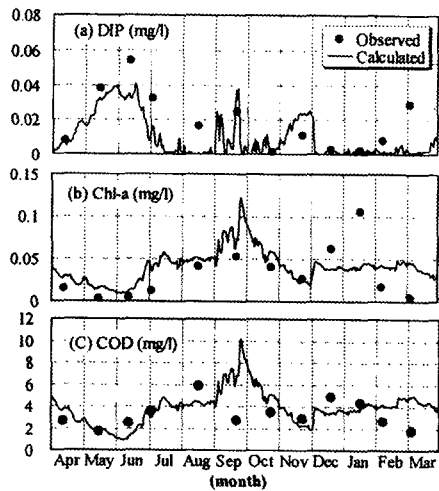 0.08
(a) DIP (mg/l)
Observed
Calculated
0.06
0.04
0.02
0
0.15
(b) Chl-a (mg/l)
0.1
0.05
0
12
(C) COD (mg/l)
10
8
6
4
2
0
Apr May Jun Jul Aug Sep Oct Nov Dec Jan Feb Mar
(month)